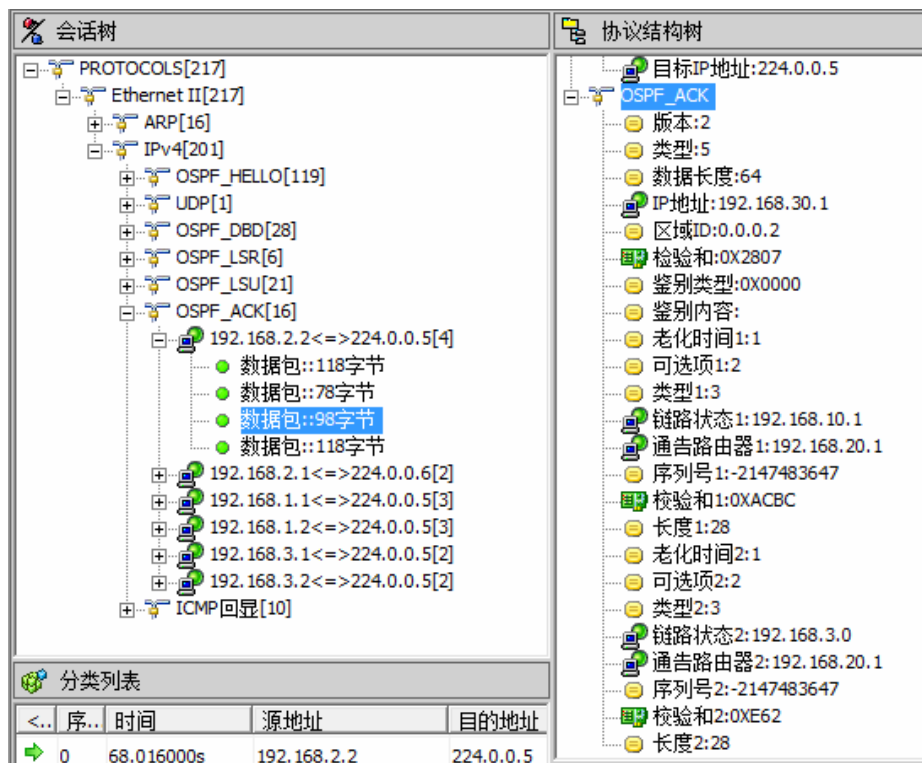 会话树
PROTOCOLS[217]
Ethernet II[217]
ARP[16]
IPv4[201]
OSPF_HELLO[119]
UDP[1]
OSPF_DBD[28]
OSPF_LSR[6]
OSPF_LSU[21]
OSPF_ACK[16]
192.168.2.2<=>224.0.0.5[4]
数据包::118字节
数据包::78字节
数据包::98字节
数据包::118字节
192.168.2.1<=>224.0.0.6[2]
192.168.1.1<=>224.0.0.5[3]
192.168.1.2<=>224.0.0.5[3]
192.168.3.1<=>224.0.0.5[2]
192.168.3.2<=>224.0.0.5[2]
ICMP回显[10]
分类列表
<.. 序.. 时间 源地址 目的地址
0 68.016000s 192.168.2.2 224.0.0.5
协议结构树
目标IP地址:224.0.0.5
OSPF_ACK
版本:2
类型:5
数据长度:64
IP地址:192.168.30.1
区域ID:0.0.0.2
检验和:0X2807
鉴别类型:0X0000
鉴别内容:
老化时间1:1
可选项1:2
类型1:3
链路状态1:192.168.10.1
通告路由器1:192.168.20.1
序列号1:-2147483647
校验和1:0XACBC
长度1:28
老化时间2:1
可选项2:2
类型2:3
链路状态2:192.168.3.0
通告路由器2:192.168.20.1
序列号2:-2147483647
校验和2:0XE62
长度2:28